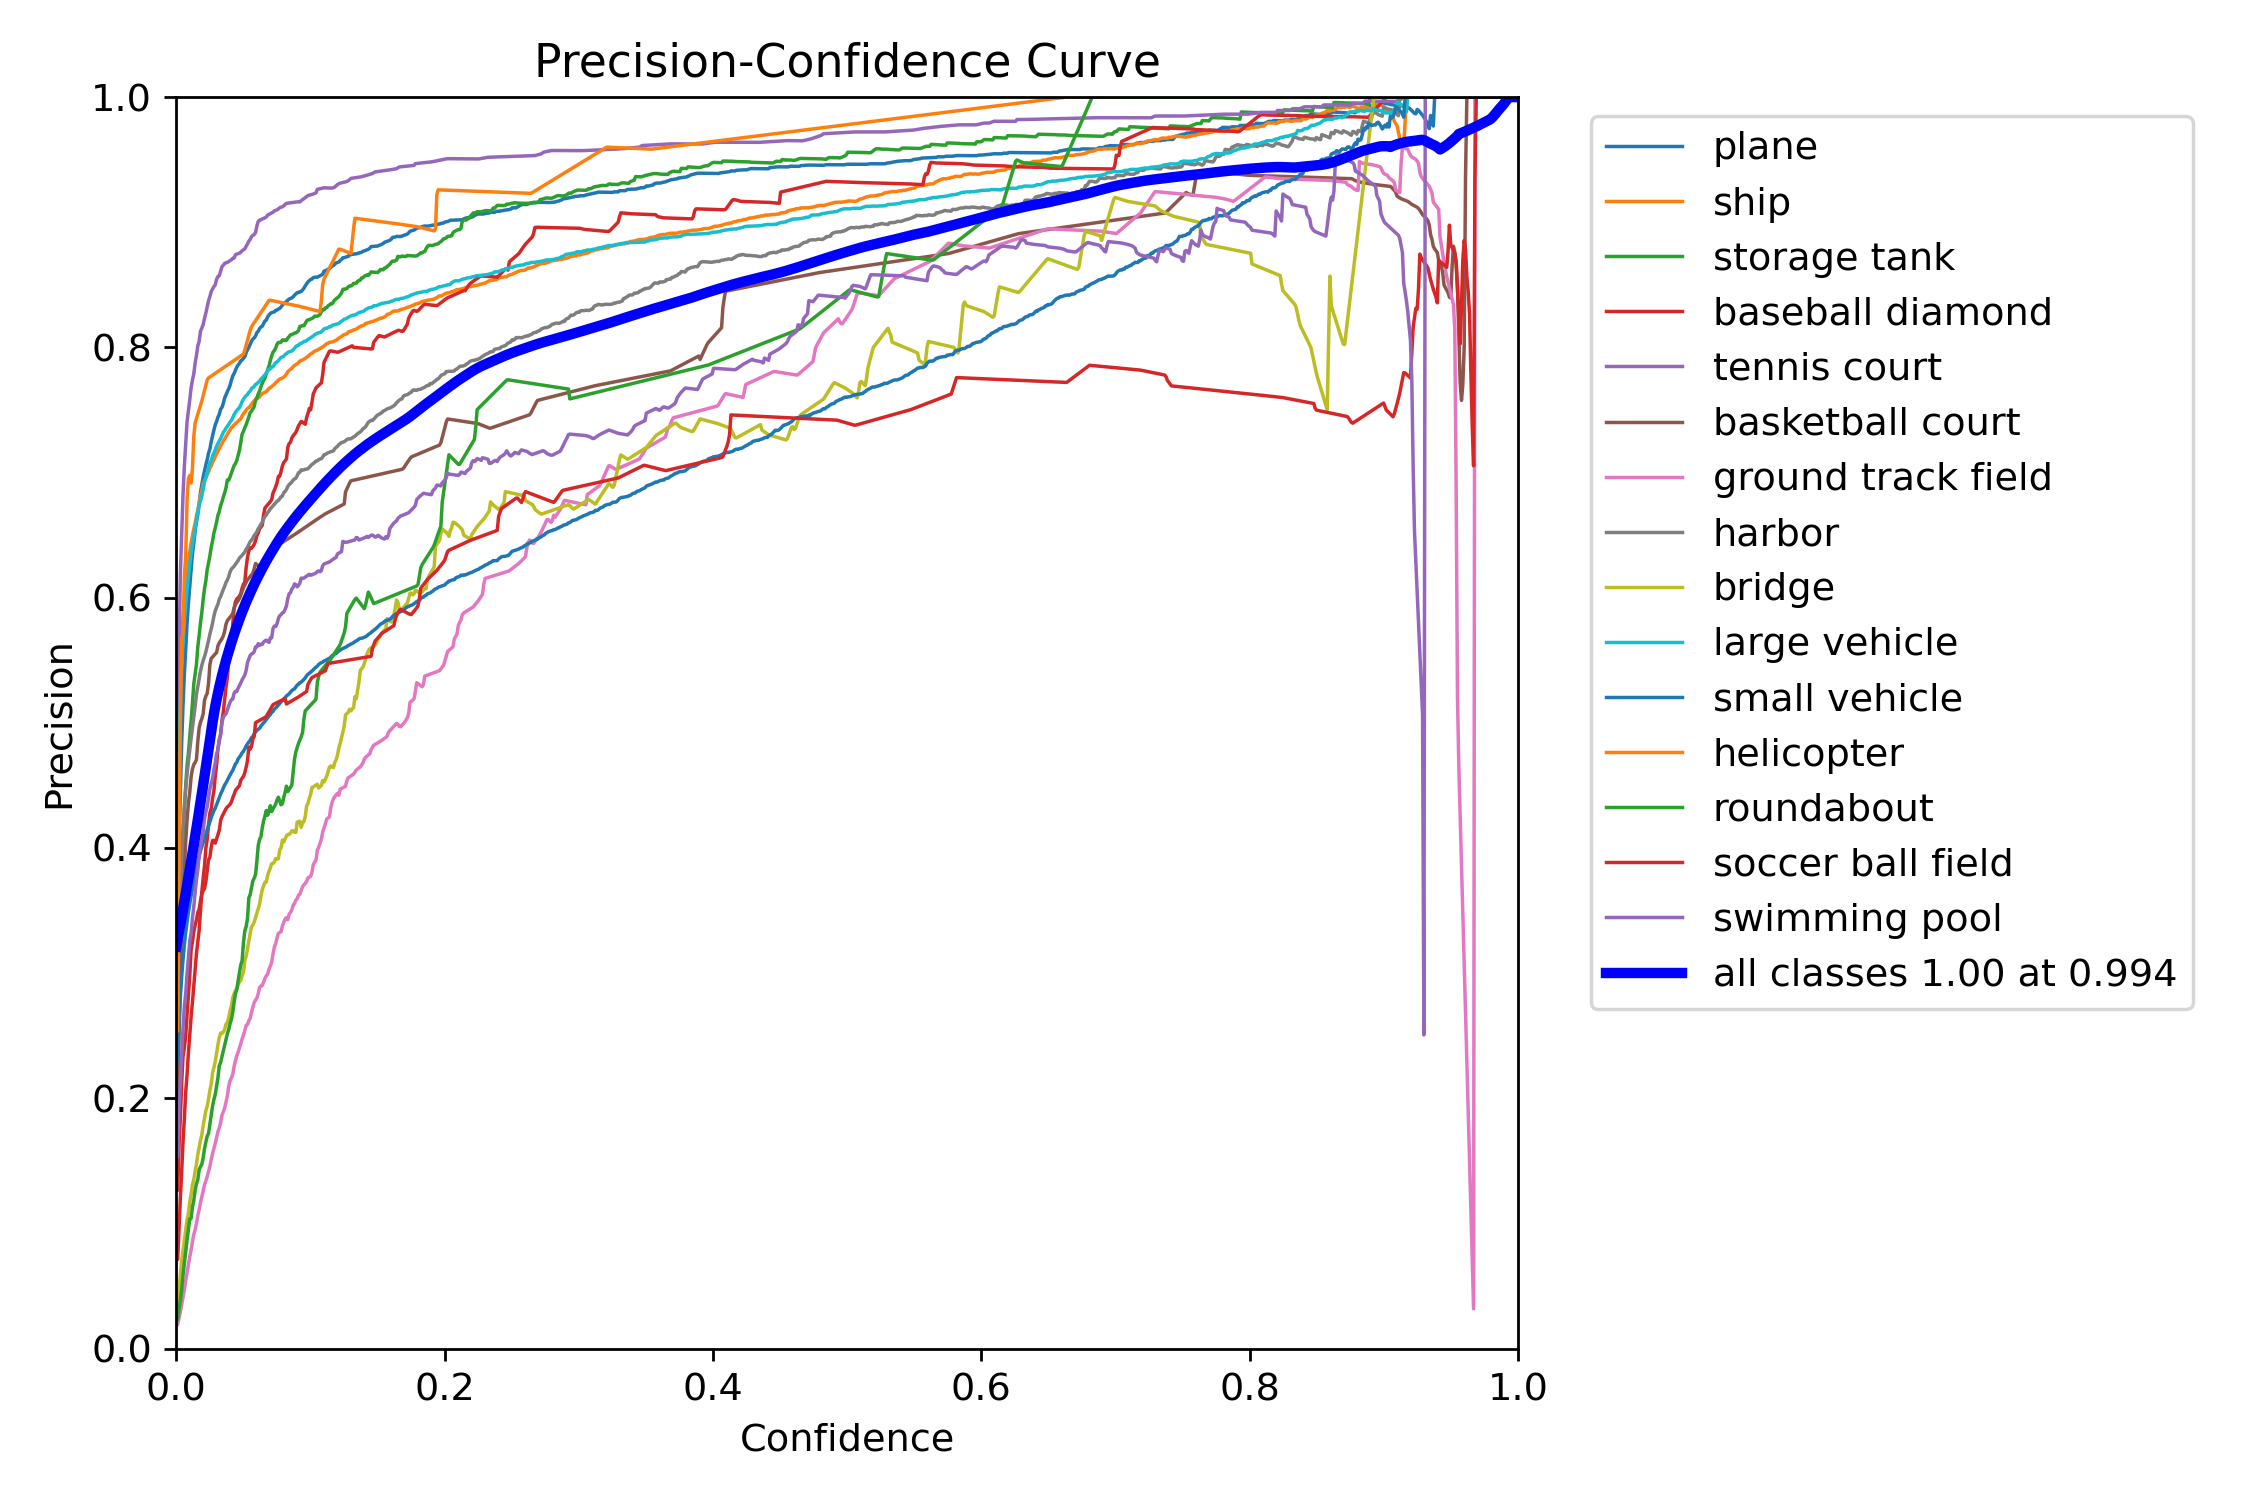 Precision-Confidence Curve
1.0
0.8
0.6
0.4
0.2
0.0
Precision
0.0 0.2 0.4 0.6 0.8 1.0
Confidence
plane
ship
storage tank
baseball diamond
tennis court
basketball court
ground track field
harbor
bridge
large vehicle
small vehicle
helicopter
roundabout
soccer ball field
swimming pool
all classes 1.00 at 0.994